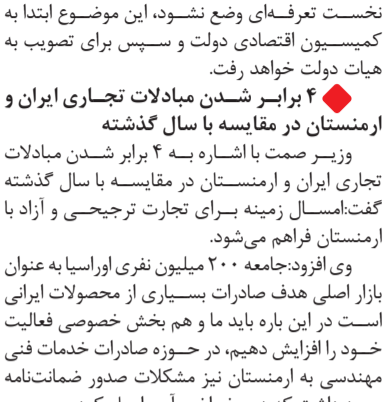 نخست تعرفه‌ای وضع نشود، این موضوع ابتدا به
کمیسیون اقتصادی دولت و سپس برای تصویب به
هیات دولت خواهد رفت.
۴ برابر شدن مبادلات تجاری ایران و
ارمنستان در مقایسه با سال گذشته
وزیر صمت با اشاره به ۴ برابر شدن مبادلات
تجاری ایران و ارمنستان در مقایسه با سال گذشته
گفت:امسال زمینه برای تجارت ترجیحی و آزاد با
ارمنستان فراهم می‌شود.
وی افزود:جامعه ۲۰۰ میلیون نفری اوراسیا به عنوان
بازار اصلی هدف صادرات بسیاری از محصولات ایرانی
است در این باره باید ما و هم بخش خصوصی فعالیت
خود را افزایش دهیم، در حوزه صادرات خدمات فنی
مهندسی به ارمنستان نیز مشکلات صدور ضمانتنامه